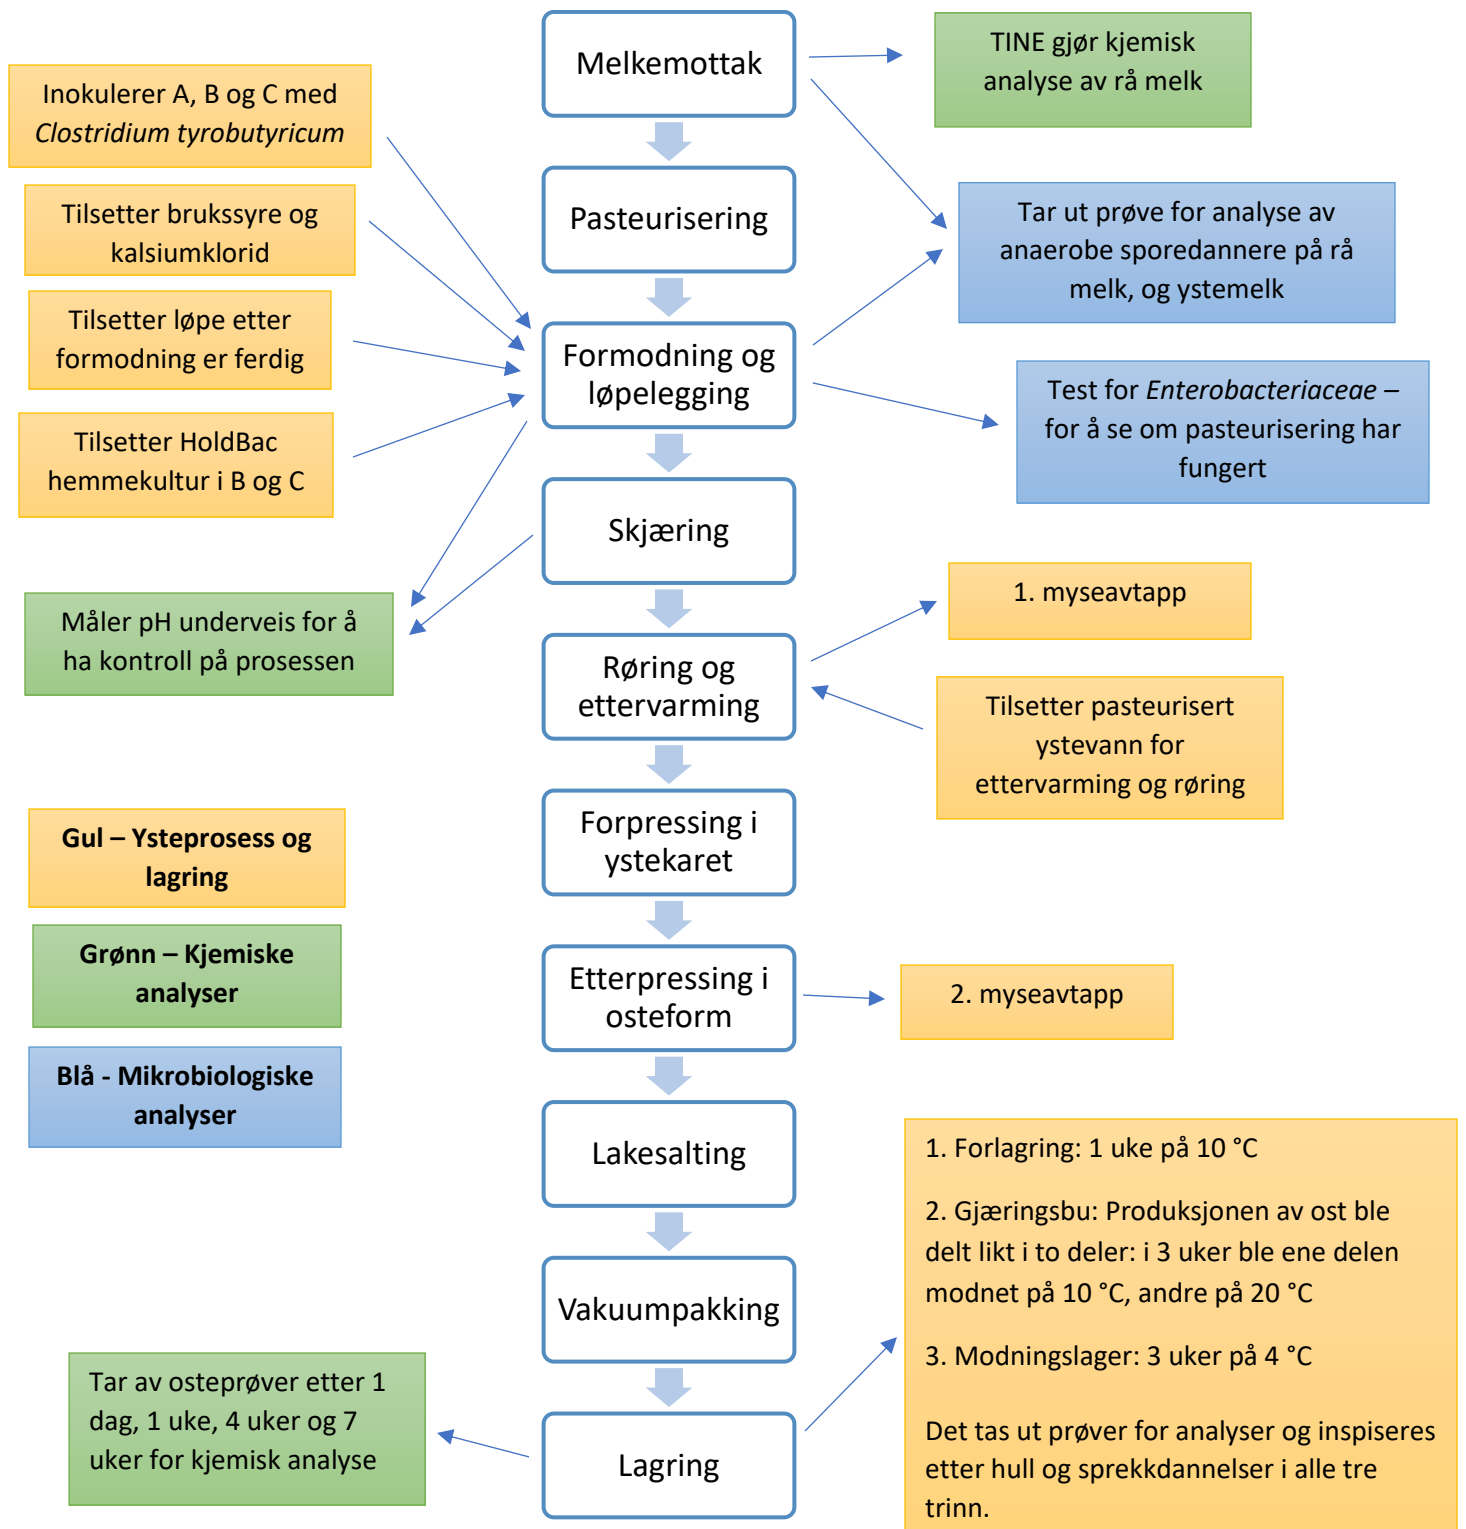 Melkemottak
TINE gjør kjemisk
analyse av rå melk
Inokulerer A, B og C med
Clostridium tyrobutyricum
Pasteurisering
Tilsetter brukssyre og
kalsiumklorid
Tar ut prøve for analyse av
anaerobe sporedannere på rå
melk, og ystemelk
Tilsetter løpe etter
formodning er ferdig
Formodning og
løpelegging
Test for Enterobacteriaceae –
for å se om pasteurisering har
fungert
Tilsetter HoldBac
hemmekultur i B og C
Skjæring
Måler pH underveis for å
ha kontroll på prosessen
1. myseavtapp
Røring og
ettervarming
Tilsetter pasteurisert
ystevann for
ettervarming og røring
Forpressing i
ystekaret
Gul – Ysteprosess og
lagring
Grønn – Kjemiske
analyser
Blå - Mikrobiologiske
analyser
Etterpressing i
osteform
2. myseavtapp
Lakesalting
Vakuumpakking
1. Forlagring: 1 uke på 10 °C
2. Gjæringsbu: Produksjonen av ost ble
delt likt i to deler: i 3 uker ble ene delen
modnet på 10 °C, andre på 20 °C
3. Modningslager: 3 uker på 4 °C
Det tas ut prøver for analyser og inspiseres
etter hull og sprekkdannelser i alle tre
trinn.
Tar av osteprøver etter 1
dag, 1 uke, 4 uker og 7
uker for kjemisk analyse
Lagring